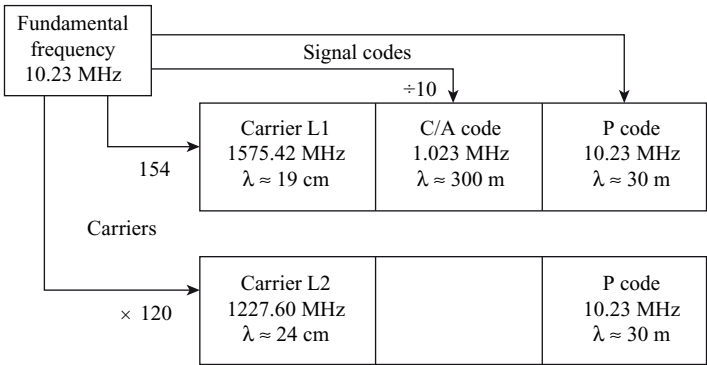 Fundamental
frequency
10.23 MHz
Signal codes
÷10
Carrier L1
1575.42 MHz
λ ≈ 19 cm
C/A code
1.023 MHz
λ ≈ 300 m
P code
10.23 MHz
λ ≈ 30 m
154
Carriers
× 120
Carrier L2
1227.60 MHz
λ ≈ 24 cm
P code
10.23 MHz
λ ≈ 30 m